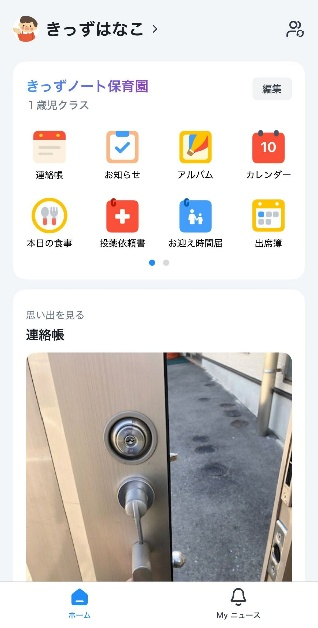 きっずはなこ
きっずノート保育園
編集
1歳児クラス
連絡帳
お知らせ
アルバム
10
カレンダー
本日の食事
投薬依頼書
お迎え時間届
出席簿
思い出を見る
連絡帳
ホーム
My ニュース